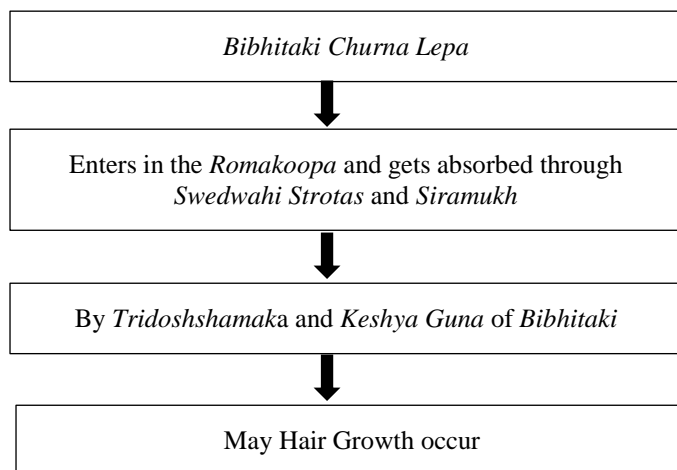 Bibhitaki Churna Lepa
Enters in the Romakoopa and gets absorbed through
Swedwahi Strotas and Siramukh
By Tridoshshamaka and Keshya Guna of Bibhitaki
May Hair Growth occur